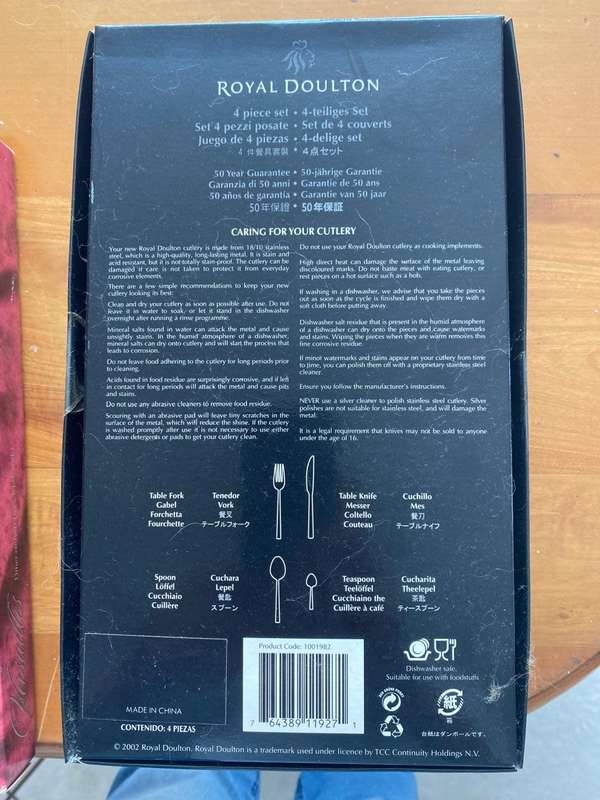 ROYAL DOULTON
4 piece set • 4-teiliges Set
Set 4 pezzi posate • Set de 4 couverts
Juego de 4 piezas • 4-delige set
4 件餐具套裝 • 4点セット
50 Year Guarantee • 50-jährige Garantie
Garanzia di 50 anni • Garantie de 50 ans
50 años de garantía • Garantie van 50 jaar
50年保證 • 50年保証
CARING FOR YOUR CUTLERY
Your new Royal Doulton cutlery is made from 18/10 stainless
steel, which is a high-quality, long-lasting metal. It is stain and
acid resistant, but it is not totally stain-proof. The cutlery can be
damaged if care is not taken to protect it from everyday
corrosive elements.
There are a few simple recommendations to keep your new
cutlery looking its best:
Clean and dry your cutlery as soon as possible after use. Do not
leave it in water to soak, or let it stand in the dishwasher
overnight after running a rinse programme.
Mineral salts found in water can attack the metal and cause
unsightly stains. In the humid atmosphere of a dishwasher,
mineral salts can dry onto cutlery and will start the process that
leads to corrosion.
Do not leave food adhering to the cutlery for long periods prior
to cleaning.
Acids found in food residue are surprisingly corrosive, and if left
in contact for long periods will attack the metal and cause pits
and stains.
Do not use any abrasive cleaners to remove food residue.
Scouring with an abrasive pad will leave tiny scratches in the
surface of the metal, which will reduce the shine. If the cutlery
is washed promptly after use it is not necessary to use either
abrasive detergents or pads to get your cutlery clean.
Do not use your Royal Doulton cutlery as cooking implements.
High direct heat can damage the surface of the metal leaving
discoloured marks. Do not baste meat with eating cutlery, or
rest pieces on a hot surface such as a hob.
If washing in a dishwasher, we advise that you take the pieces
out as soon as the cycle is finished and wipe them dry with a
soft cloth before putting away.
Dishwasher salt residue that is present in the humid atmosphere
of a dishwasher can dry onto the pieces and cause watermarks
and stains. Wiping the pieces when they are warm removes this
fine corrosive residue.
If minor watermarks and stains appear on your cutlery from time
to time, you can polish them off with a proprietary stainless steel
cleaner.
Ensure you follow the manufacturer's instructions.
NEVER use a silver cleaner to polish stainless steel cutlery. Silver
polishes are not suitable for stainless steel, and will damage the
metal.
It is a legal requirement that knives may not be sold to anyone
under the age of 16.
Table Fork
Gabel
Forchetta
Fourchette
Tenedor
Vork
餐叉
テーブルフォーク
Table Knife
Messer
Coltello
Couteau
Cuchillo
Mes
餐刀
テーブルナイフ
Spoon
Löffel
Cucchiaio
Cuillère
Cuchara
Lepel
餐匙
スプーン
Teaspoon
Teelöffel
Cucchiaino the
Cuillère à café
Cucharita
Theelepel
茶匙
ティースプーン
MADE IN CHINA
CONTENIDO: 4 PIEZAS
Product Code: 1001982
7 64389 11927 1
Dishwasher safe.
Suitable for use with foodstuffs
紙
箱
台紙はダンボールです。
© 2002 Royal Doulton. Royal Doulton is a trademark used under licence by TCC Continuity Holdings N.V.